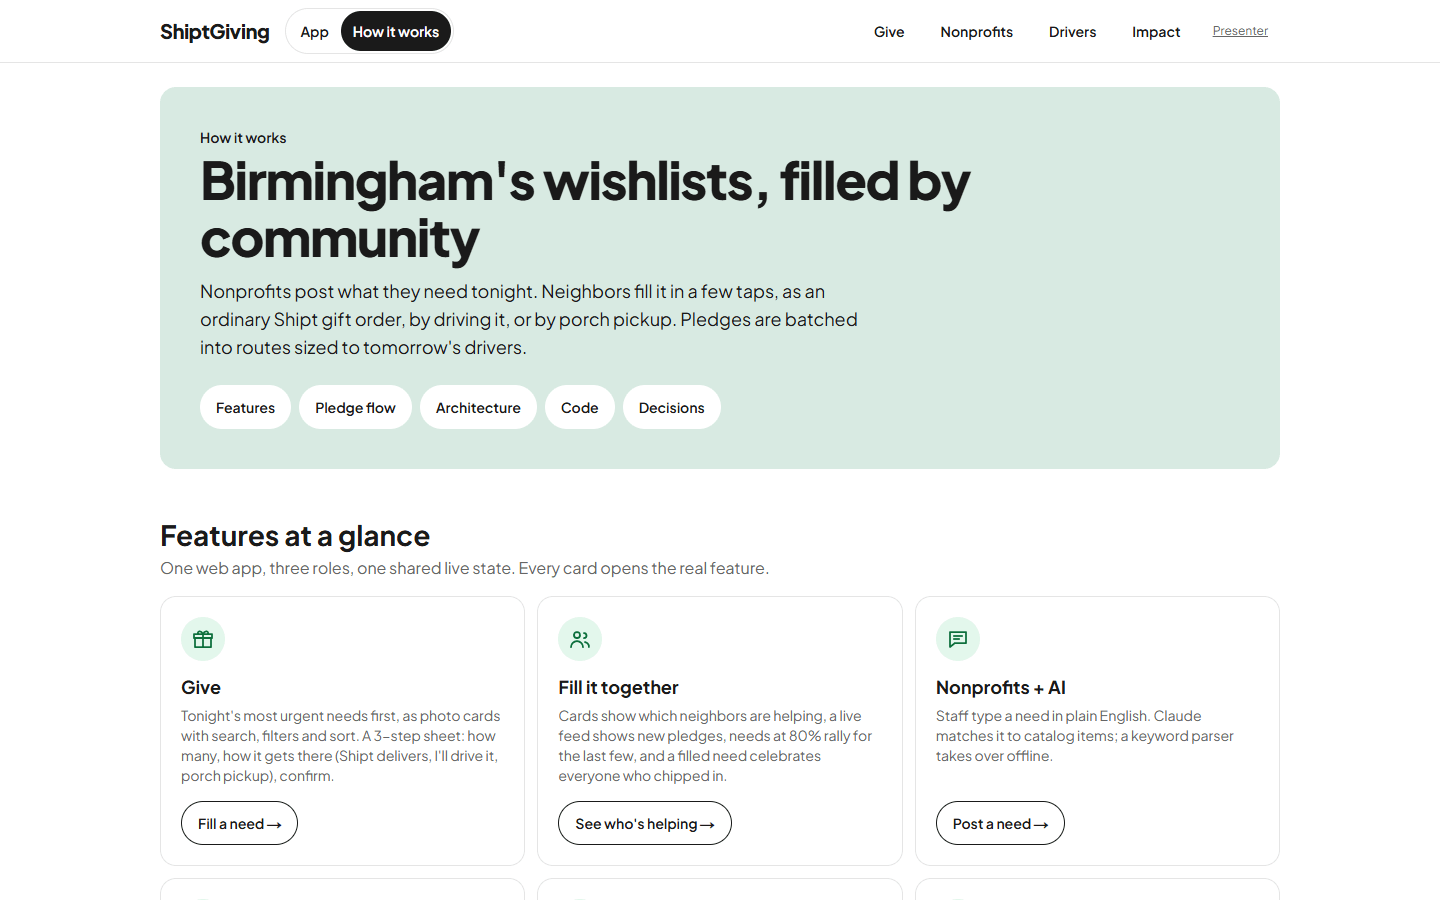 ShiptGiving
App
How it works
Give
Nonprofits
Drivers
Impact
Presenter
How it works
Birmingham's wishlists, filled by
community
Nonprofits post what they need tonight. Neighbors fill it in a few taps, as an
ordinary Shipt gift order, by driving it, or by porch pickup. Pledges are batched
into routes sized to tomorrow's drivers.
Features
Pledge flow
Architecture
Code
Decisions
Features at a glance
One web app, three roles, one shared live state. Every card opens the real feature.
Give
Tonight's most urgent needs first, as photo cards
with search, filters and sort. A 3-step sheet: how
many, how it gets there (Shipt delivers, I'll drive it,
porch pickup), confirm.
Fill a need →
Fill it together
Cards show which neighbors are helping, a live
feed shows new pledges, needs at 80% rally for
the last few, and a filled need celebrates
everyone who chipped in.
See who's helping →
Nonprofits + AI
Staff type a need in plain English. Claude
matches it to catalog items; a keyword parser
takes over offline.
Post a need →